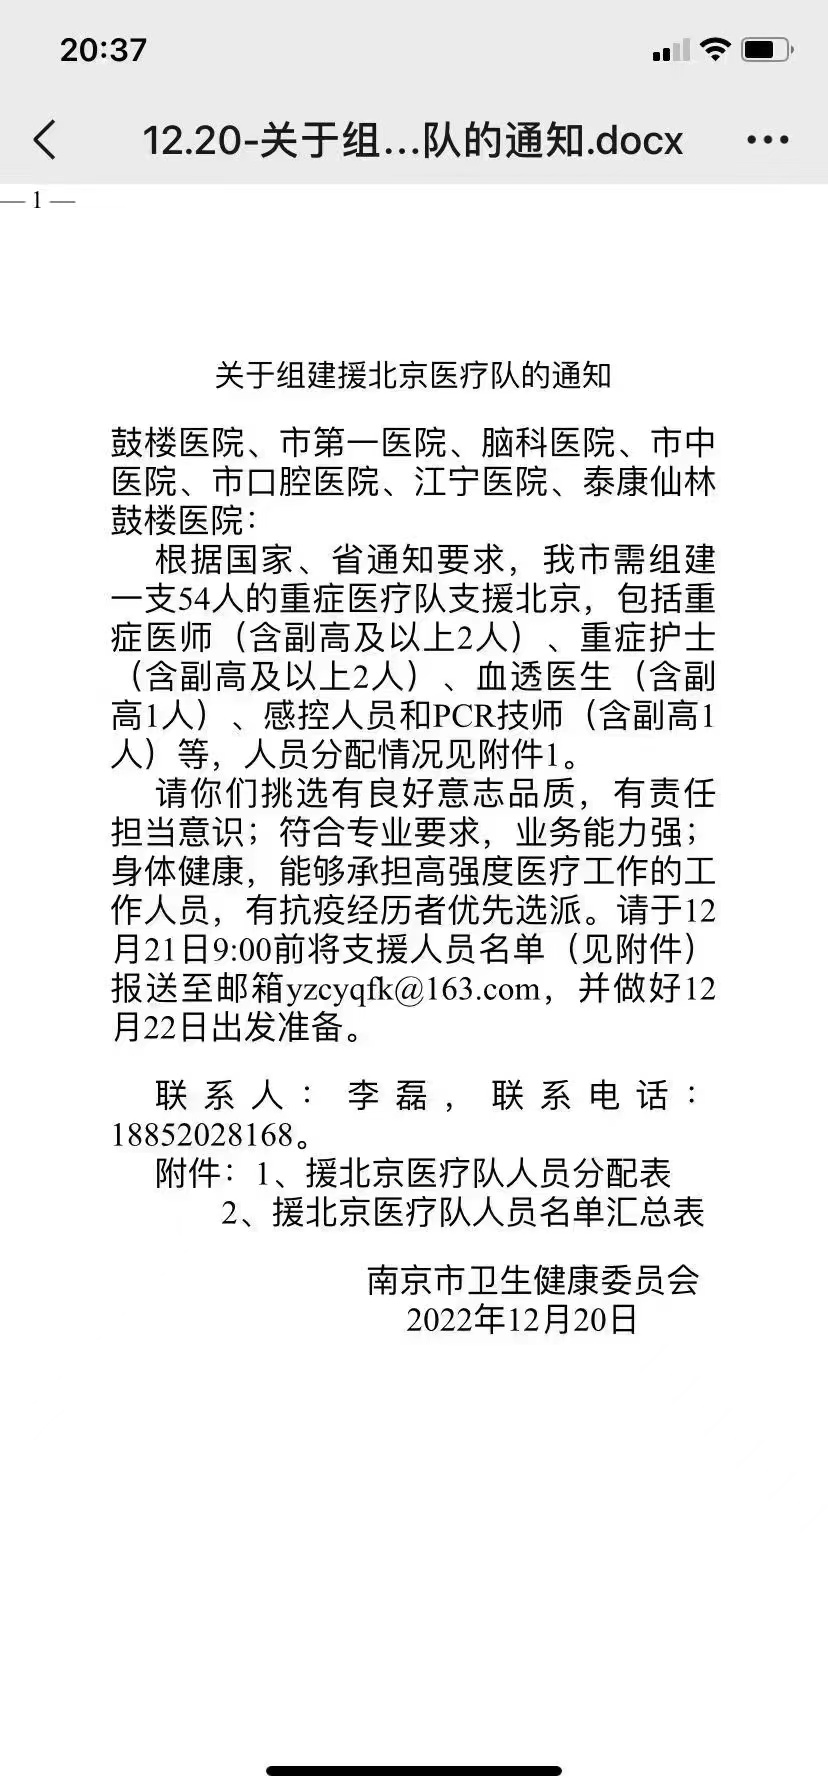 20:37
12.20-关于组...队的通知.docx
— 1 —
关于组建援北京医疗队的通知
鼓楼医院、市第一医院、脑科医院、市中
医院、市口腔医院、江宁医院、泰康仙林
鼓楼医院：
根据国家、省通知要求，我市需组建
一支54人的重症医疗队支援北京，包括重
症医师（含副高及以上2人）、重症护士
（含副高及以上2人）、血透医生（含副
高1人）、感控人员和PCR技师（含副高1
人）等，人员分配情况见附件1。
请你们挑选有良好意志品质，有责任
担当意识；符合专业要求，业务能力强；
身体健康，能够承担高强度医疗工作的工
作人员，有抗疫经历者优先选派。请于12
月21日9:00前将支援人员名单（见附件）
报送至邮箱yzcyqfk@163.com，并做好12
月22日出发准备。
联系人：李磊，联系电话：
18852028168。
附件：1、援北京医疗队人员分配表
2、援北京医疗队人员名单汇总表
南京市卫生健康委员会
2022年12月20日